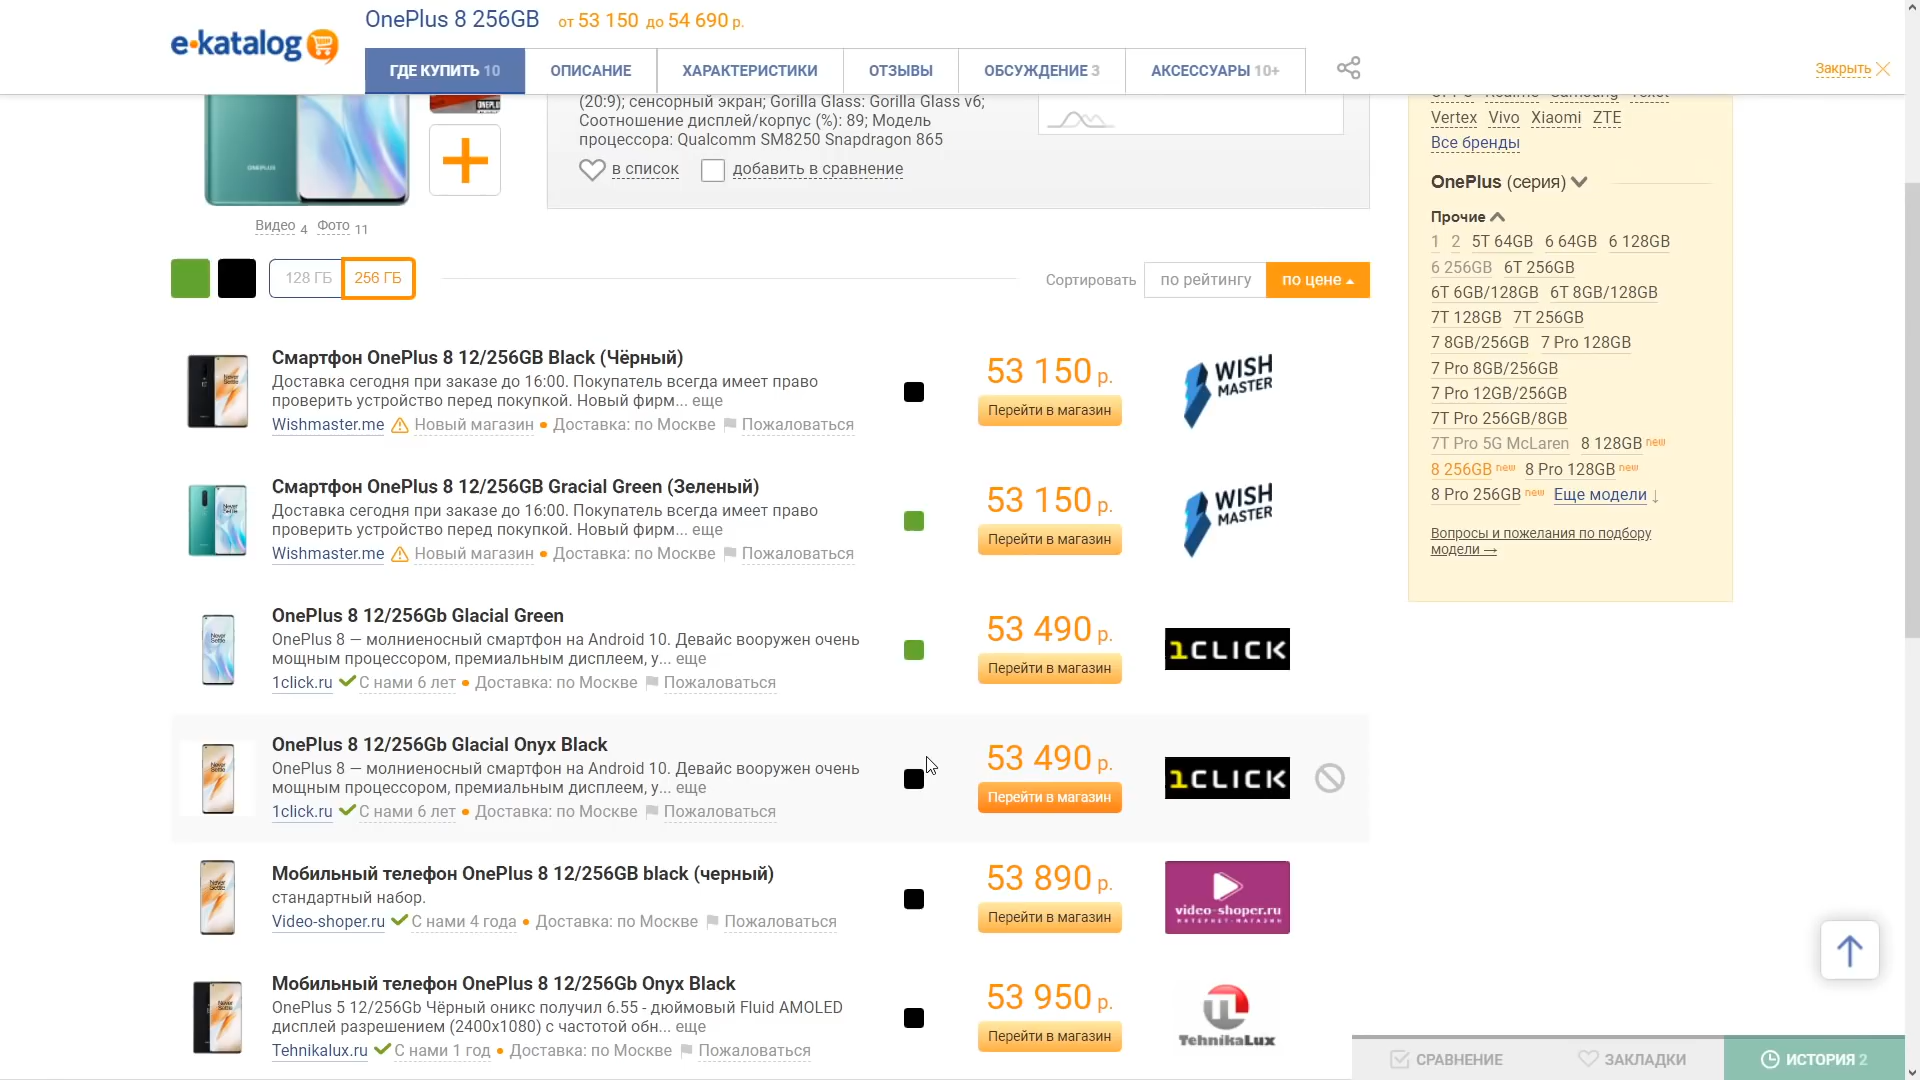 e-katalog
OnePlus 8 256GB от 53 150 до 54 690 р.
ГДЕ КУПИТЬ 10
ОПИСАНИЕ
ХАРАКТЕРИСТИКИ
ОТЗЫВЫ
ОБСУЖДЕНИЕ 3
АКСЕССУАРЫ 10+
Закрыть
(20:9); сенсорный экран; Gorilla Glass: Gorilla Glass v6;
Соотношение дисплей/корпус (%): 89; Модель
процессора: Qualcomm SM8250 Snapdragon 865
в список
добавить в сравнение
Видео 4 Фото 11
128 ГБ
256 ГБ
Сортировать
по рейтингу
по цене
Смартфон OnePlus 8 12/256GB Black (Чёрный)
Доставка сегодня при заказе до 16:00. Покупатель всегда имеет право
проверить устройство перед покупкой. Новый фирм... еще
Wishmaster.me Новый магазин • Доставка: по Москве Пожаловаться
53 150 р.
Перейти в магазин
WISH
MASTER
Смартфон OnePlus 8 12/256GB Gracial Green (Зеленый)
Доставка сегодня при заказе до 16:00. Покупатель всегда имеет право
проверить устройство перед покупкой. Новый фирм... еще
Wishmaster.me Новый магазин • Доставка: по Москве Пожаловаться
53 150 р.
Перейти в магазин
WISH
MASTER
OnePlus 8 12/256Gb Glacial Green
OnePlus 8 — молниеносный смартфон на Android 10. Девайс вооружен очень
мощным процессором, премиальным дисплеем, у... еще
1click.ru С нами 6 лет • Доставка: по Москве Пожаловаться
53 490 р.
Перейти в магазин
1CLICK
OnePlus 8 12/256Gb Glacial Onyx Black
OnePlus 8 — молниеносный смартфон на Android 10. Девайс вооружен очень
мощным процессором, премиальным дисплеем, у... еще
1click.ru С нами 6 лет • Доставка: по Москве Пожаловаться
53 490 р.
Перейти в магазин
1CLICK
Мобильный телефон OnePlus 8 12/256GB black (черный)
стандартный набор.
Video-shoper.ru С нами 4 года • Доставка: по Москве Пожаловаться
53 890 р.
Перейти в магазин
video-shoper.ru
ИНТЕРНЕТ-МАГАЗИН
Мобильный телефон OnePlus 8 12/256Gb Onyx Black
OnePlus 5 12/256Gb Чёрный оникс получил 6.55 - дюймовый Fluid AMOLED
дисплей разрешением (2400x1080) с частотой обн... еще
Tehnikalux.ru С нами 1 год • Доставка: по Москве Пожаловаться
53 950 р.
Перейти в магазин
TehnikaLux
Vertex Vivo Xiaomi ZTE
Все бренды
OnePlus (серия)
Прочие
1 2 5T 64GB 6 64GB 6 128GB
6 256GB 6T 256GB
6T 6GB/128GB 6T 8GB/128GB
7T 128GB 7T 256GB
7 8GB/256GB 7 Pro 128GB
7 Pro 8GB/256GB
7 Pro 12GB/256GB
7T Pro 256GB/8GB
7T Pro 5G McLaren 8 128GB new
8 256GB new 8 Pro 128GB new
8 Pro 256GB new Еще модели ↓
Вопросы и пожелания по подбору
модели →
СРАВНЕНИЕ
ЗАКЛАДКИ
ИСТОРИЯ 2